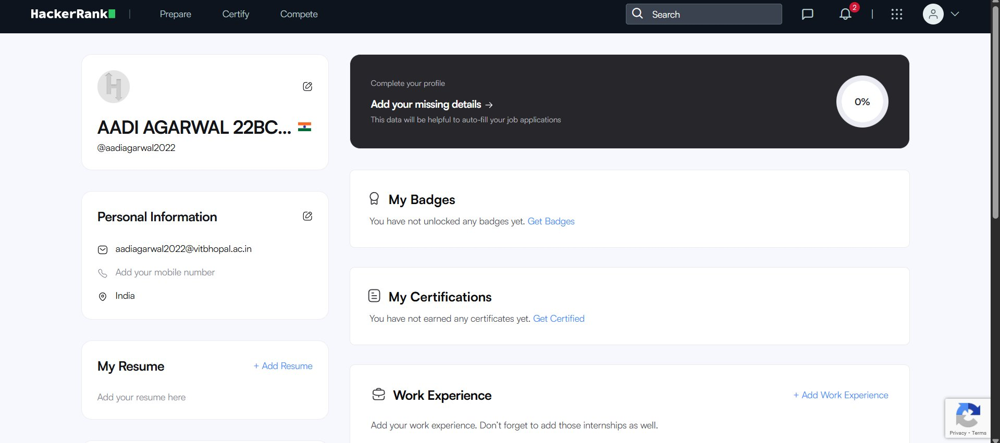 HackerRank
Prepare
Certify
Compete
Search
2
AADI AGARWAL 22BC...
@aadiagarwal2022
Personal Information
aadiagarwal2022@vitbhopal.ac.in
Add your mobile number
India
My Resume
+ Add Resume
Add your resume here
Complete your profile
Add your missing details →
This data will be helpful to auto-fill your job applications
0%
My Badges
You have not unlocked any badges yet. Get Badges
My Certifications
You have not earned any certificates yet. Get Certified
Work Experience
+ Add Work Experience
Add your work experience. Don't forget to add those internships as well.
Privacy - Terms